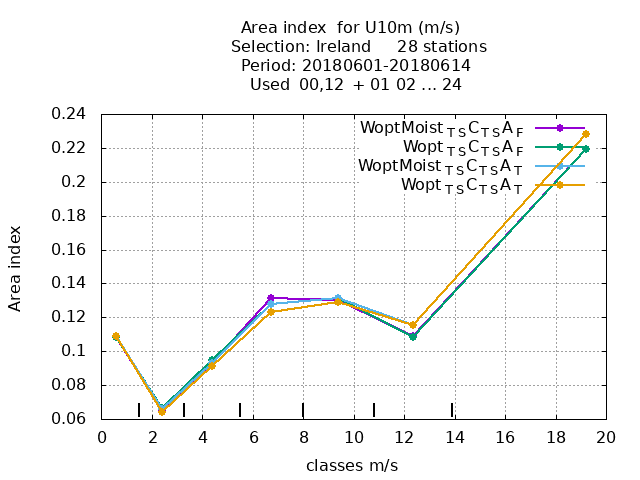 Area index  for U10m (m/s)
Selection: Ireland     28 stations
Period: 20180601-20180614
Used  00,12  + 01 02 ... 24
0.24
0.22
0.2
0.18
0.16
0.14
0.12
0.1
0.08
0.06
Area index
WoptMoist TS C TS A F
Wopt TS C TS A F
WoptMoist TS C TS A T
Wopt TS C TS A T
0 2 4 6 8 10 12 14 16 18 20
classes m/s